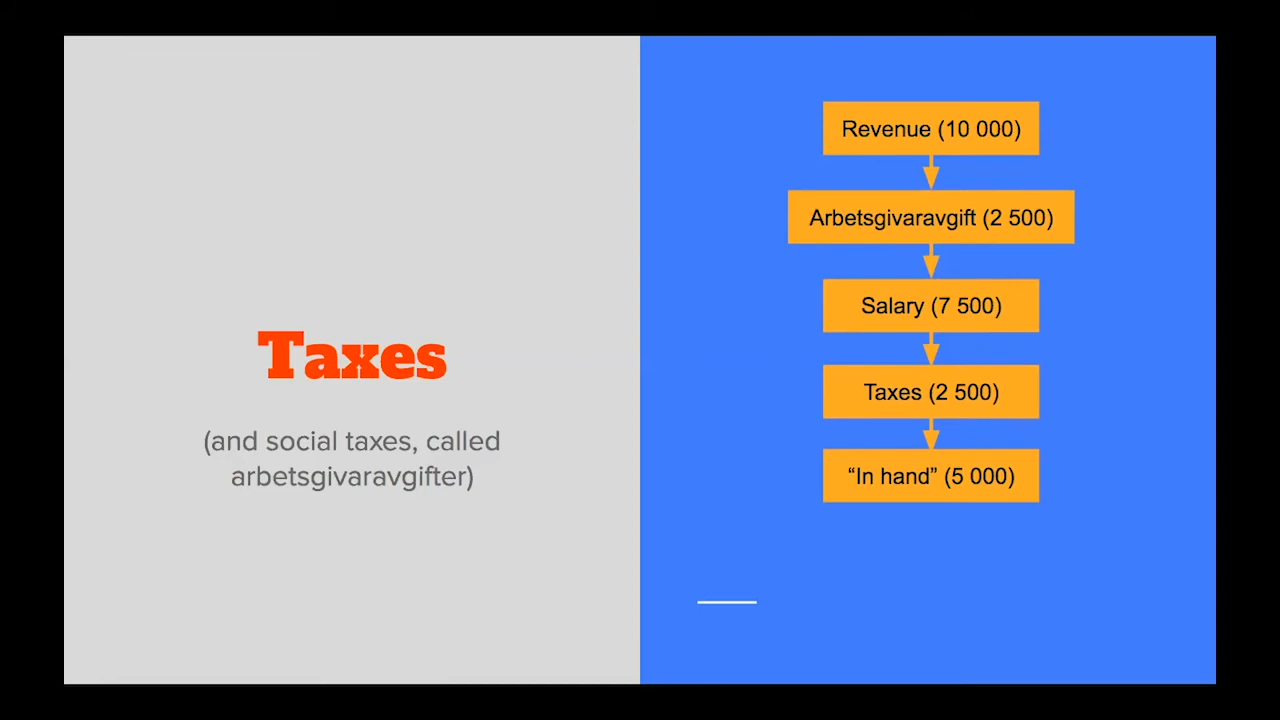 Taxes
(and social taxes, called
arbetsgivaravgifter)
Revenue (10 000)
Arbetsgivaravgift (2 500)
Salary (7 500)
Taxes (2 500)
“In hand” (5 000)